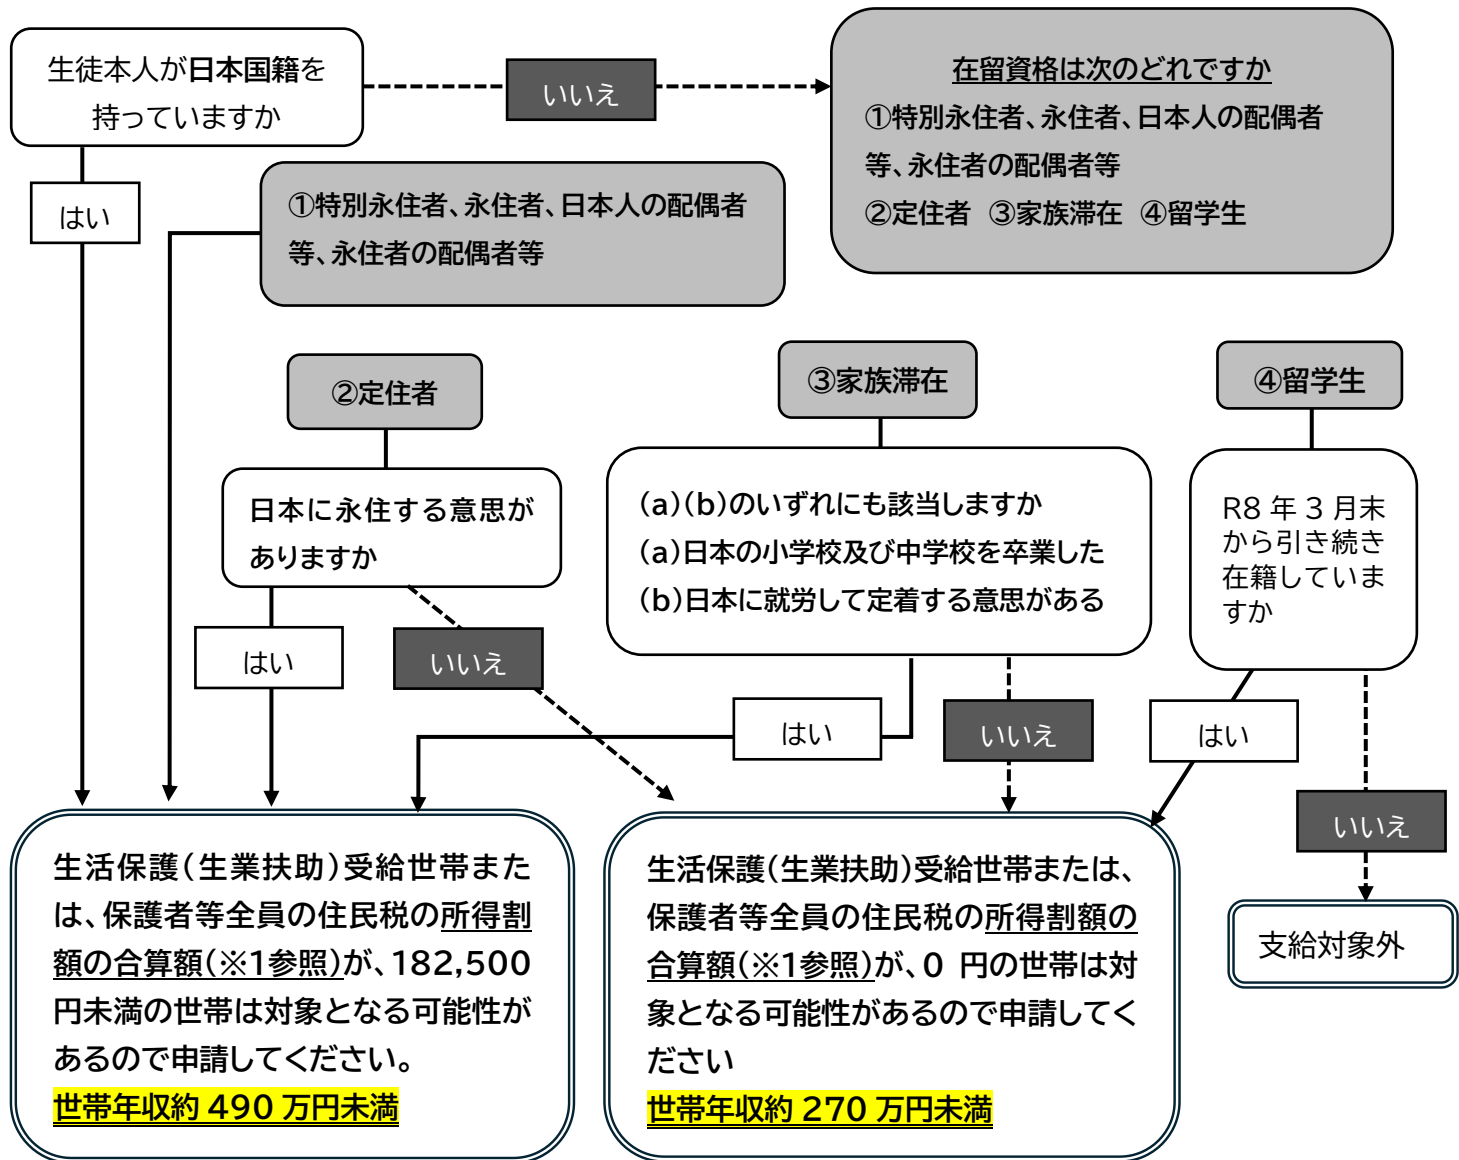 生徒本人が日本国籍を
持っていますか
いいえ
在留資格は次のどれですか
①特別永住者、永住者、日本人の配偶者
等、永住者の配偶者等
②定住者 ③家族滞在 ④留学生
はい
①特別永住者、永住者、日本人の配偶者
等、永住者の配偶者等
②定住者
③家族滞在
④留学生
日本に永住する意思が
ありますか
(a)(b)のいずれにも該当しますか
(a)日本の小学校及び中学校を卒業した
(b)日本に就労して定着する意思がある
R8 年 3 月末
から引き続き
在籍していま
すか
はい
いいえ
はい
いいえ
はい
いいえ
生活保護(生業扶助)受給世帯また
は、保護者等全員の住民税の所得割
額の合算額(※1参照)が、182,500
円未満の世帯は対象となる可能性が
あるので申請してください。
世帯年収約 490 万円未満
生活保護(生業扶助)受給世帯または、
保護者等全員の住民税の所得割額の
合算額(※1参照)が、0 円の世帯は対
象となる可能性があるので申請してく
ださい
世帯年収約 270 万円未満
支給対象外